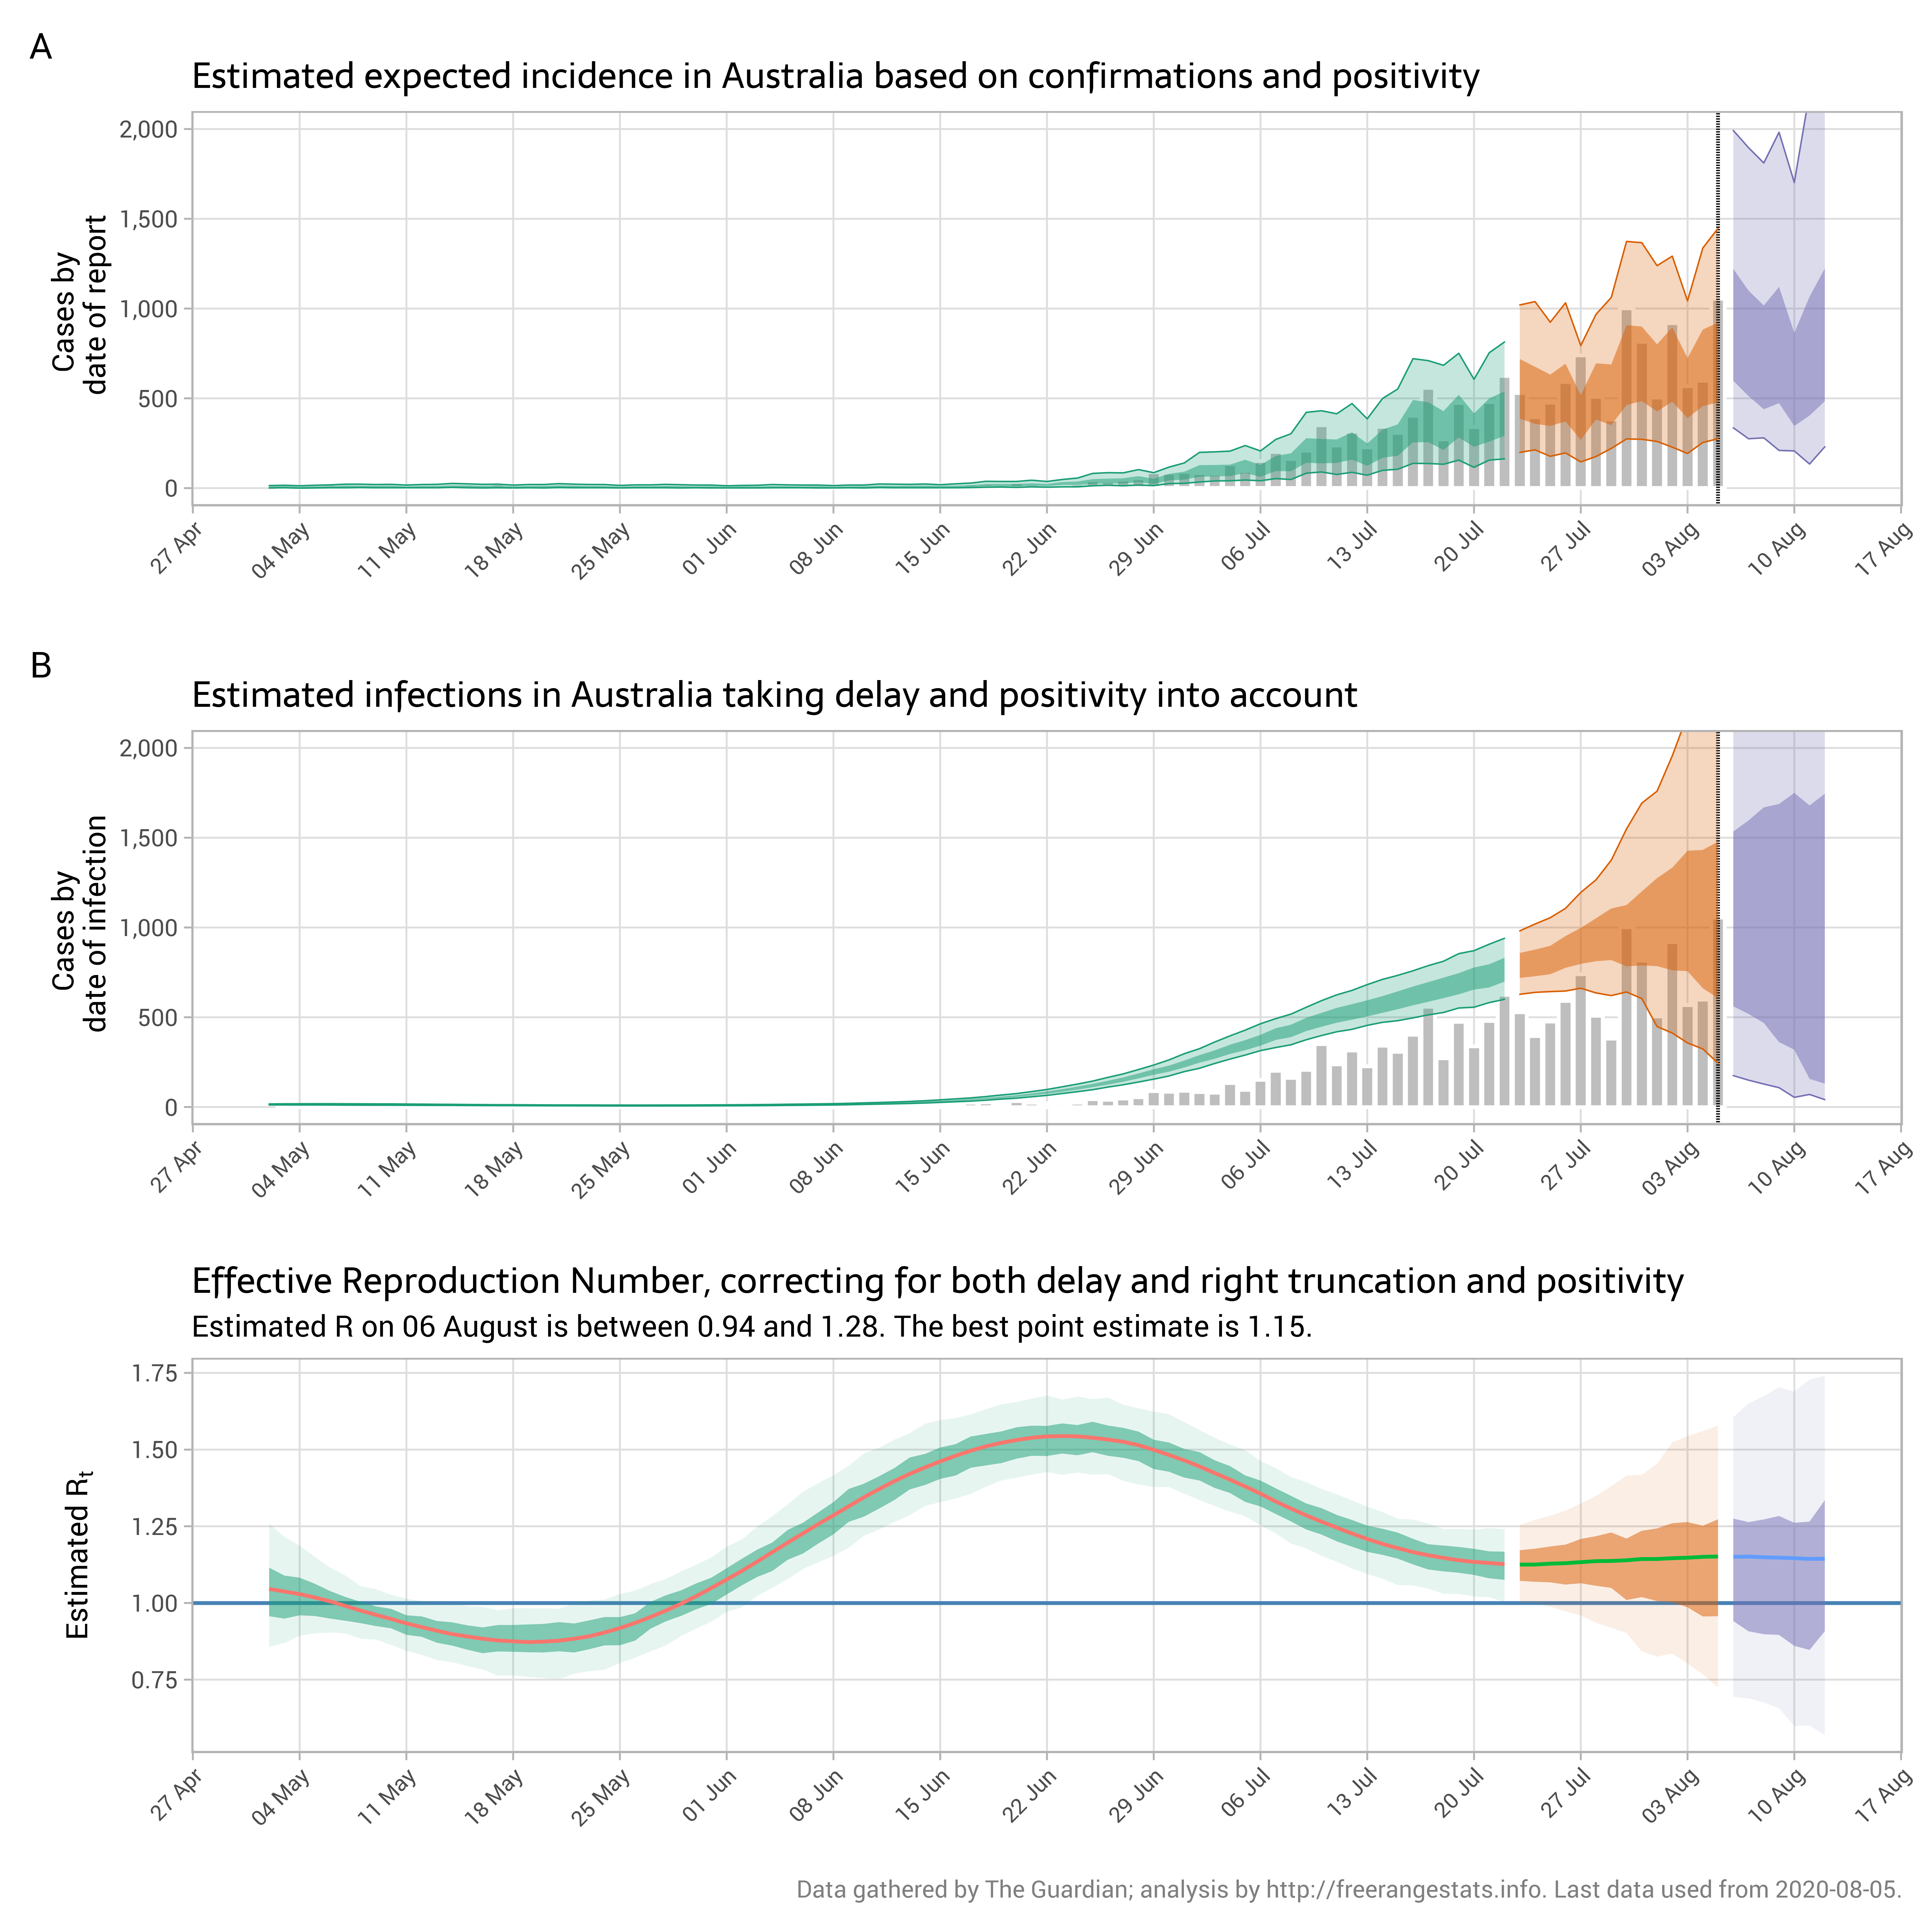 A
Estimated expected incidence in Australia based on confirmations and positivity
Cases by
date of report
2,000
1,500
1,000
500
0
27 Apr 04 May 11 May 18 May 25 May 01 Jun 08 Jun 15 Jun 22 Jun 29 Jun 06 Jul 13 Jul 20 Jul 27 Jul 03 Aug 10 Aug 17 Aug
B
Estimated infections in Australia taking delay and positivity into account
Cases by
date of infection
2,000
1,500
1,000
500
0
27 Apr 04 May 11 May 18 May 25 May 01 Jun 08 Jun 15 Jun 22 Jun 29 Jun 06 Jul 13 Jul 20 Jul 27 Jul 03 Aug 10 Aug 17 Aug
Effective Reproduction Number, correcting for both delay and right truncation and positivity
Estimated R on 06 August is between 0.94 and 1.28. The best point estimate is 1.15.
Estimated Rt
1.75
1.50
1.25
1.00
0.75
27 Apr 04 May 11 May 18 May 25 May 01 Jun 08 Jun 15 Jun 22 Jun 29 Jun 06 Jul 13 Jul 20 Jul 27 Jul 03 Aug 10 Aug 17 Aug
Data gathered by The Guardian; analysis by http://freerangestats.info. Last data used from 2020-08-05.